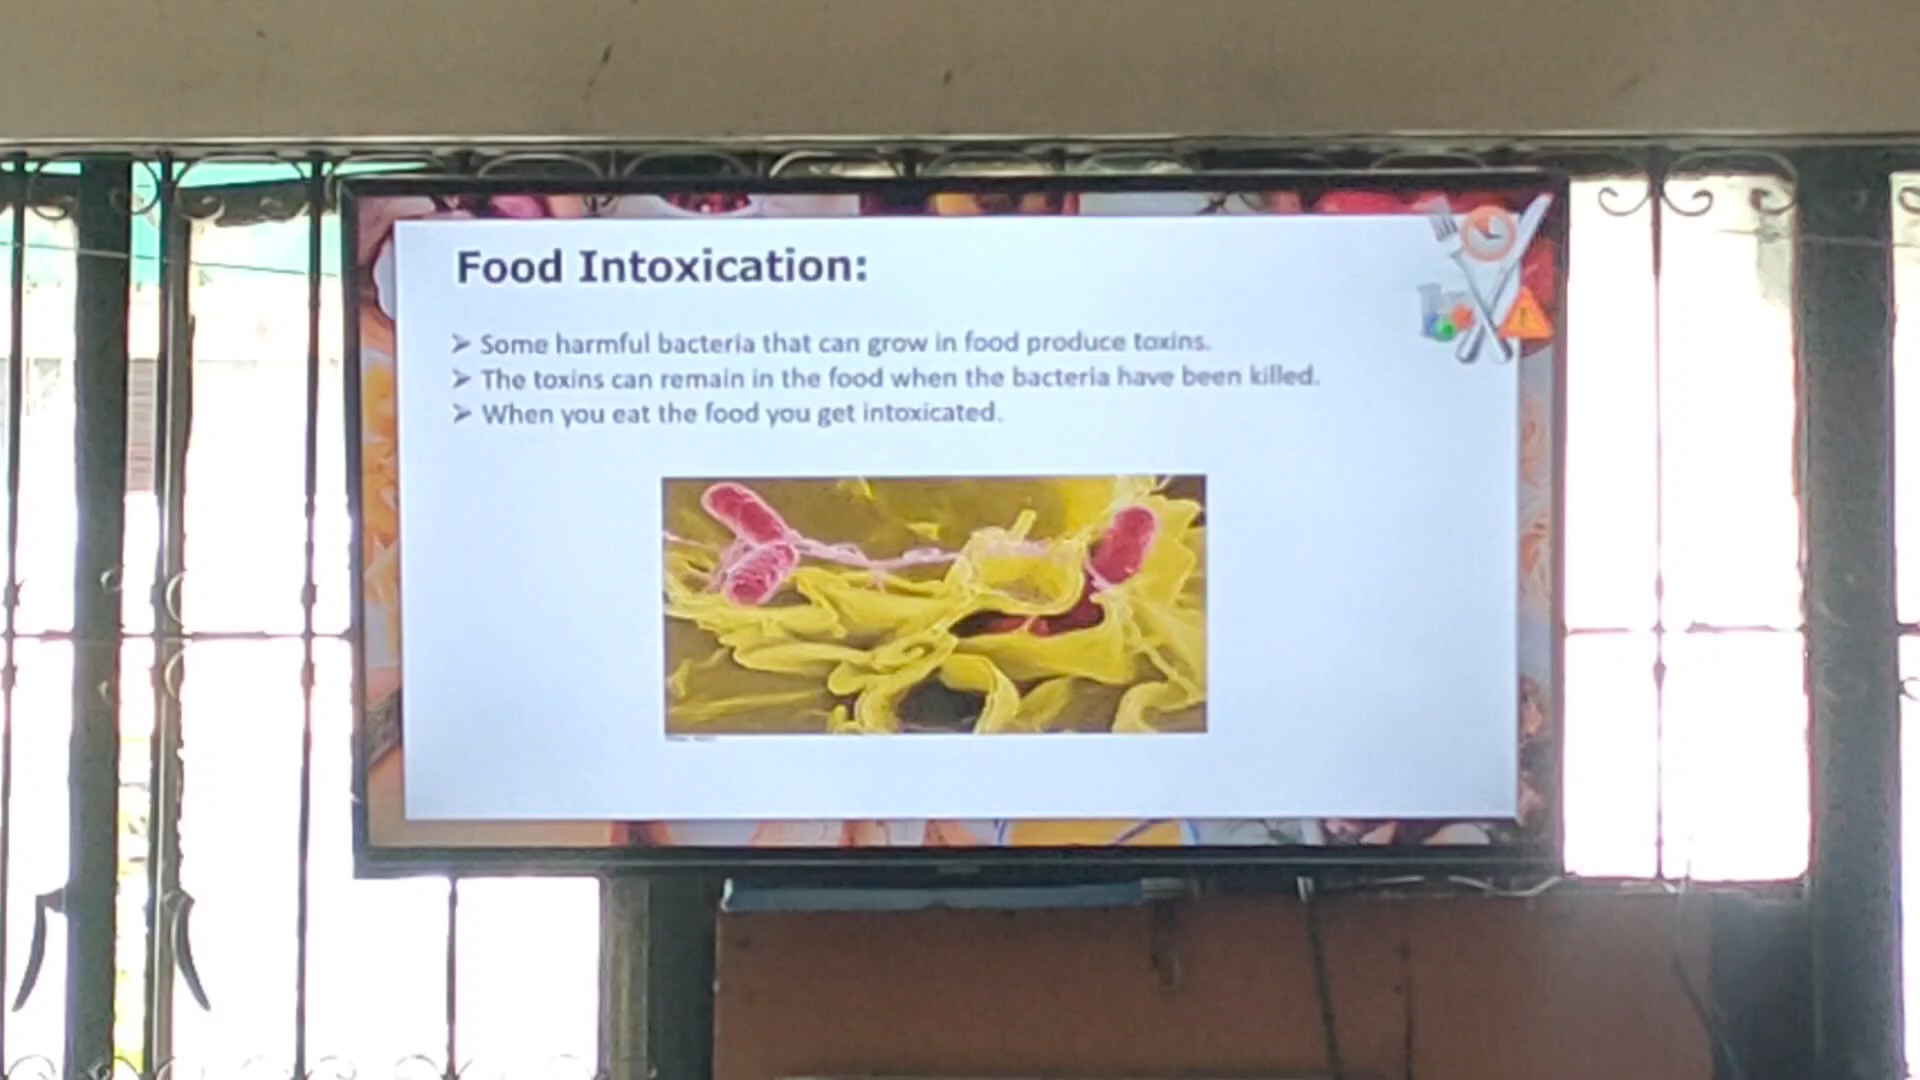 Food Intoxication:
➤ Some harmful bacteria that can grow in food produce toxins.
➤ The toxins can remain in the food when the bacteria have been killed.
➤ When you eat the food you get intoxicated.